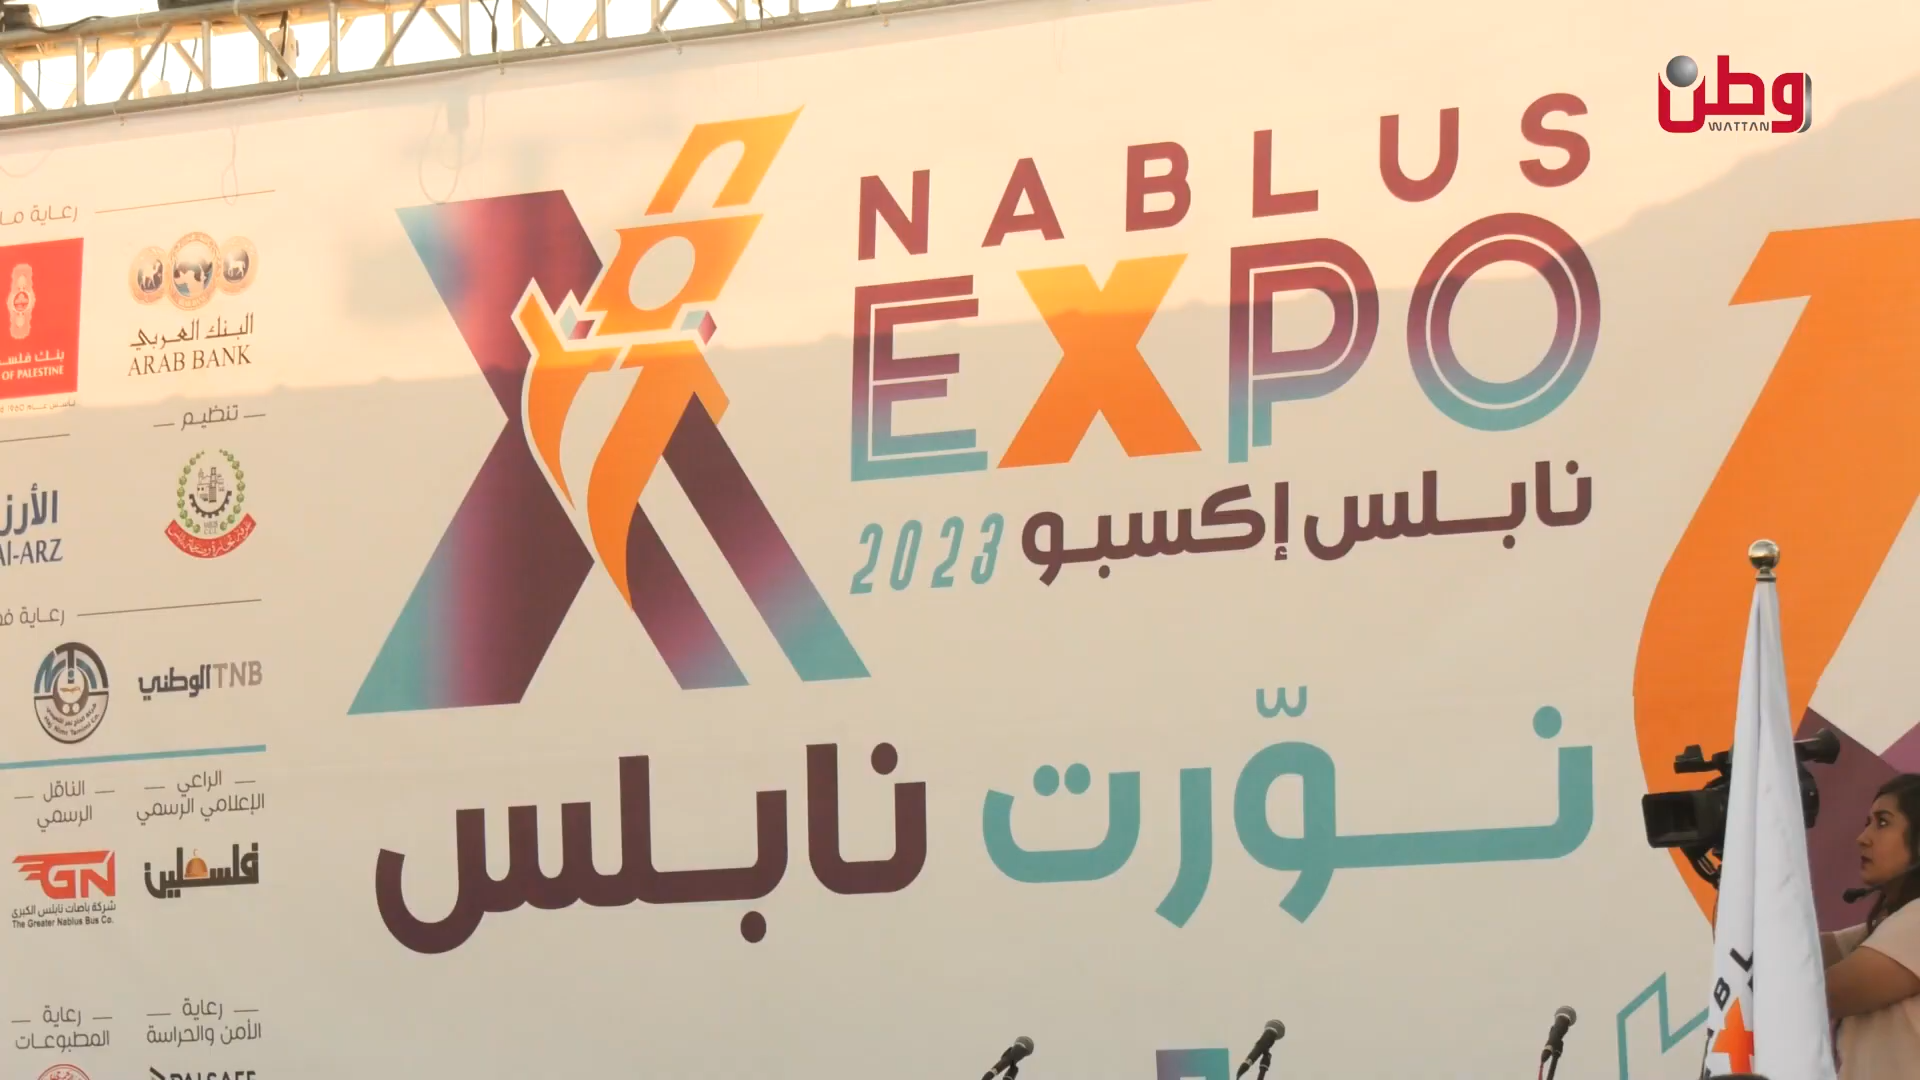 وطن
WATTAN
NABLUS
EXPO
نابلس إكسبو 2023
نوّرت نابلس
رعاية
البنك العربي
ARAB BANK
OF PALESTINE
تنظيم
الأرز
Al-ARZ
رعاية
الوطني TNB
الراعي
الإعلامي الرسمي
الناقل
الرسمي
فلسطين
GN
شركة باصات نابلس الكبرى
The Greater Nablus Bus Co.
رعاية
الأمن والحراسة
رعاية
المطبوعات
PALSAFE